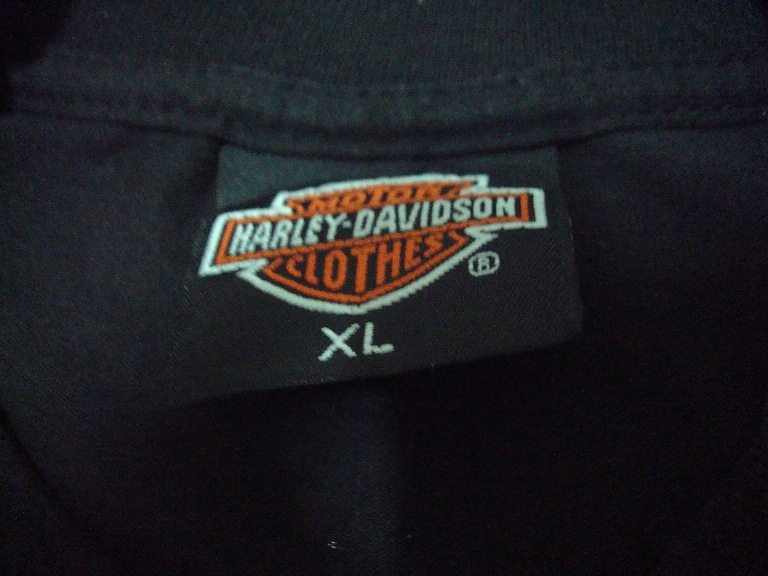 MOTOR
HARLEY-DAVIDSON
CLOTHES
®
XL